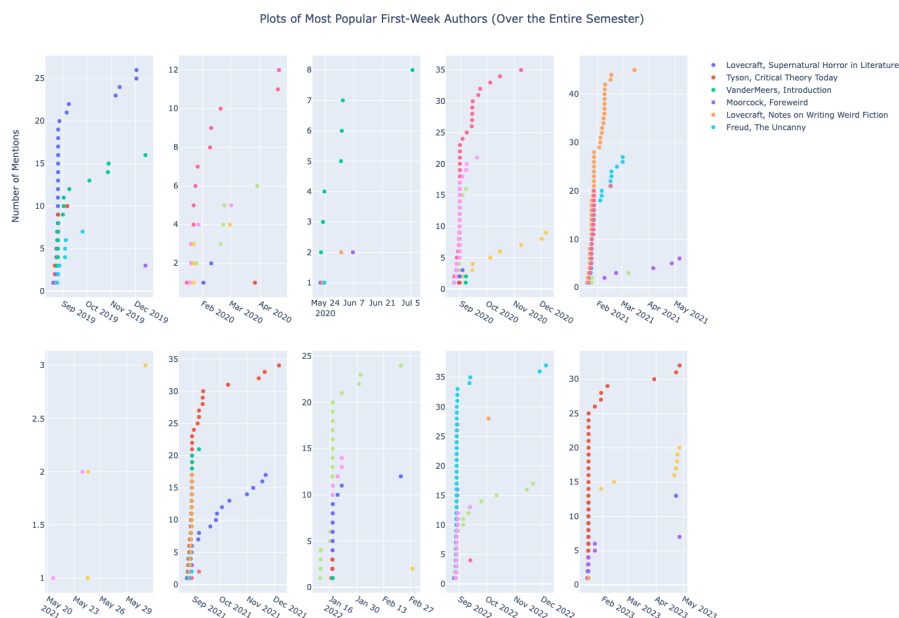 Plots of Most Popular First-Week Authors (Over the Entire Semester)
Number of Mentions
25
20
15
10
5
0
Sep 2019
Oct 2019
Nov 2019
Dec 2019
12
10
8
6
4
2
Feb 2020
Mar 2020
Apr 2020
8
7
6
5
4
3
2
1
May 24
2020
Jun 7
Jun 21
Jul 5
35
30
25
20
15
10
5
0
Sep 2020
Oct 2020
Nov 2020
Dec 2020
40
30
20
10
0
Feb 2021
Mar 2021
Apr 2021
May 2021
Lovecraft, Supernatural Horror in Literature
Tyson, Critical Theory Today
VanderMeers, Introduction
Moorcock, Foreweird
Lovecraft, Notes on Writing Weird Fiction
Freud, The Uncanny
3
2.5
2
1.5
1
May 20
2021
May 23
May 26
May 29
35
30
25
20
15
10
5
0
Sep 2021
Oct 2021
Nov 2021
Dec 2021
25
20
15
10
5
0
Jan 16
2022
Jan 30
Feb 13
Feb 27
35
30
25
20
15
10
5
0
Sep 2022
Oct 2022
Nov 2022
Dec 2022
30
20
10
0
Feb 2023
Mar 2023
Apr 2023
May 2023